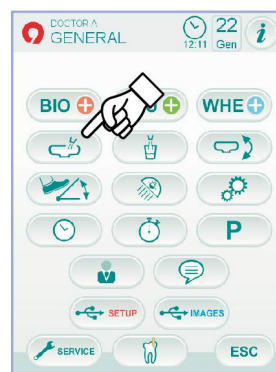 DOCTOR A
GENERAL
12:11
22
Gen
i
BIO
WHE
P
SETUP
IMAGES
SERVICE
ESC